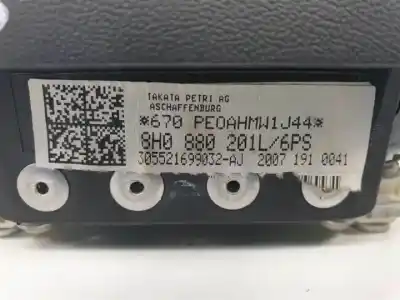 TAKATA PETRI AG
ASCHAFFENBURG
*670 PEOAHMW1J44*
8H0 880 201L/6PS
305521699032-AJ 2007 191 0041